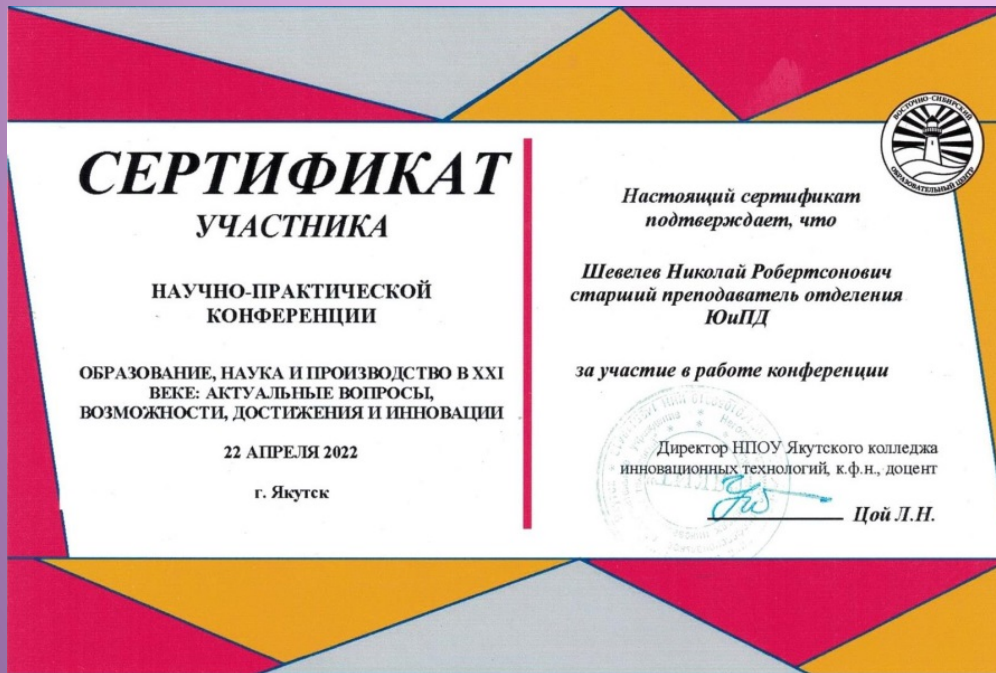 СЕРТИФИКАТ
УЧАСТНИКА
НАУЧНО-ПРАКТИЧЕСКОЙ
КОНФЕРЕНЦИИ
ОБРАЗОВАНИЕ, НАУКА И ПРОИЗВОДСТВО В XXI
ВЕКЕ: АКТУАЛЬНЫЕ ВОПРОСЫ,
ВОЗМОЖНОСТИ, ДОСТИЖЕНИЯ И ИННОВАЦИИ
22 АПРЕЛЯ 2022
г. Якутск
ВОСТОЧНО-СИБИРСКИЙ
ОБРАЗОВАТЕЛЬНЫЙ ЦЕНТР
Настоящий сертификат
подтверждает, что
Шевелев Николай Робертсонович
старший преподаватель отделения
ЮиПД
за участие в работе конференции
Директор НПОУ Якутского колледжа
инновационных технологий, к.ф.н., доцент
Цой Л.Н.